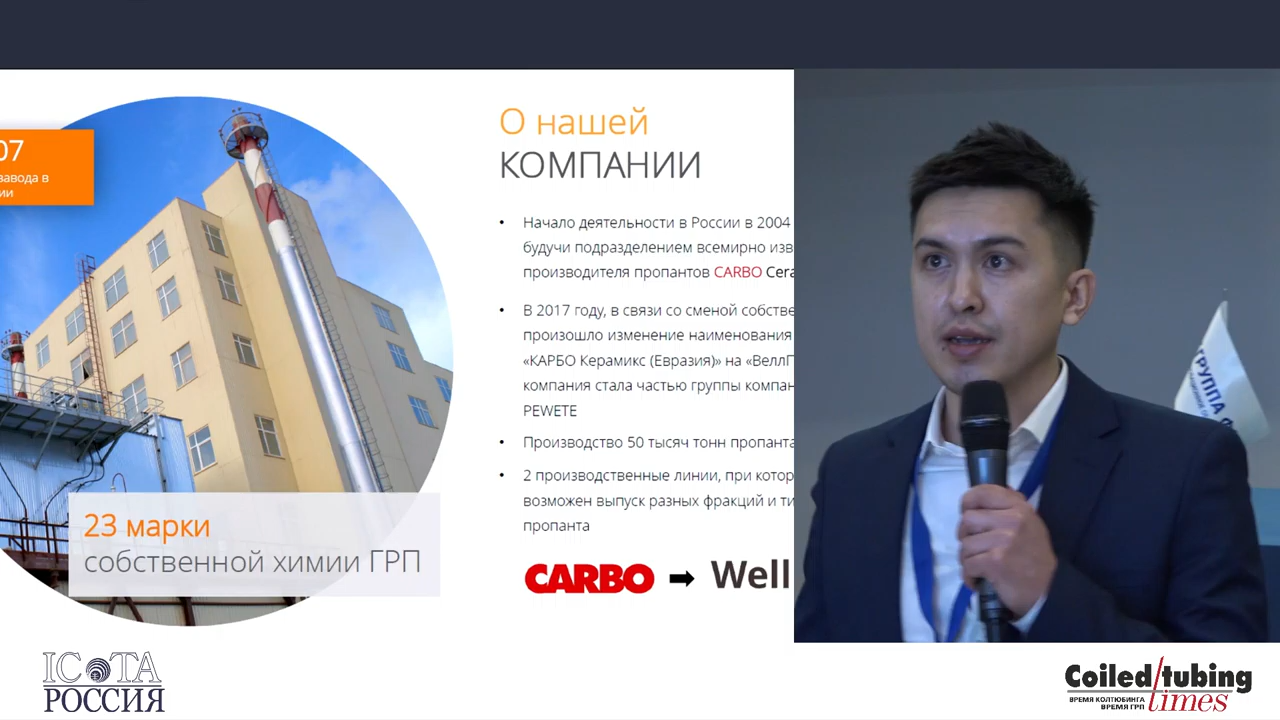 07
завода в
ии
23 марки
собственной химии ГРП
О нашей
КОМПАНИИ
• Начало деятельности в России в 2004
будучи подразделением всемирно изв
производителя пропантов CARBO Cera
• В 2017 году, в связи со сменой собстве
произошло изменение наименования
«КАРБО Керамикс (Евразия)» на «ВеллП
компания стала частью группы компан
PEWETE
• Производство 50 тысяч тонн пропанта
• 2 производственные линии, при котор
возможен выпуск разных фракций и ти
пропанта
CARBO ➡ Well
ГРУППА
ICoTA
РОССИЯ
Coiled tubing
times
ВРЕМЯ КОЛТЮБИНГА
ВРЕМЯ ГРП